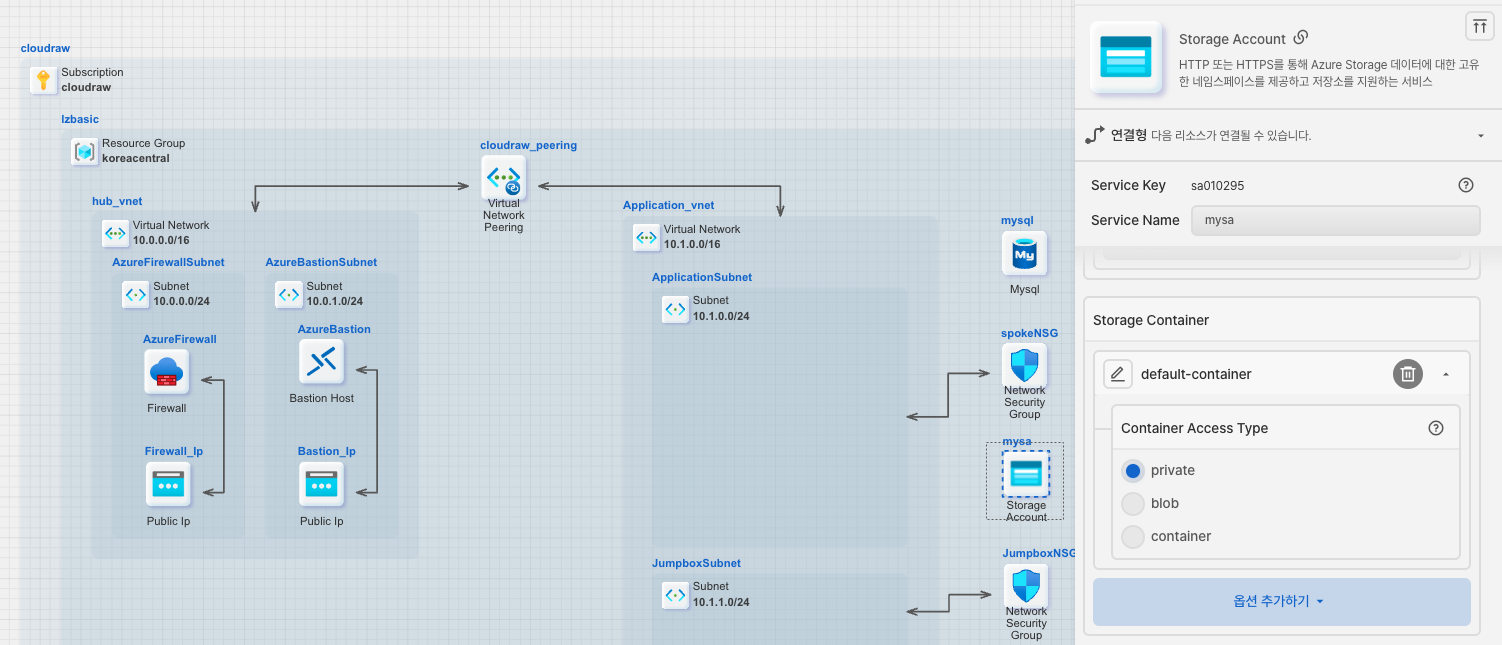 cloudraw
Subscription
cloudraw
lzbasic
Resource Group
koreacentral
cloudraw_peering
Virtual
Network
Peering
hub_vnet
Virtual Network
10.0.0.0/16
AzureFirewallSubnet
Subnet
10.0.0.0/24
AzureFirewall
Firewall
Firewall_Ip
Public Ip
AzureBastionSubnet
Subnet
10.0.1.0/24
AzureBastion
Bastion Host
Bastion_Ip
Public Ip
Application_vnet
Virtual Network
10.1.0.0/16
ApplicationSubnet
Subnet
10.1.0.0/24
JumpboxSubnet
Subnet
10.1.1.0/24
mysql
My
Mysql
spokeNSG
Network
Security
Group
mysa
Storage
Account
JumpboxNSG
Network
Security
Group
Storage Account
HTTP 또는 HTTPS를 통해 Azure Storage 데이터에 대한 고유
한 네임스페이스를 제공하고 저장소를 지원하는 서비스
연결형 다음 리소스가 연결될 수 있습니다.
Service Key sa010295
Service Name mysa
Storage Container
default-container
Container Access Type
private
blob
container
옵션 추가하기